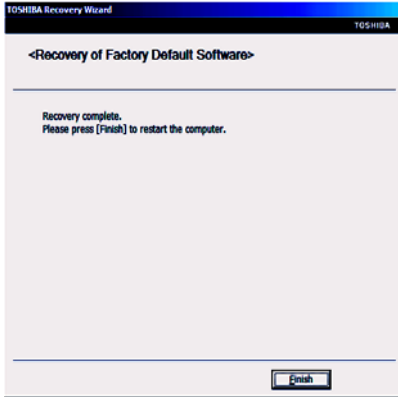 TOSHIBA Recovery Wizard
TOSHIBA
<Recovery of Factory Default Software>
Recovery complete.
Please press [Finish] to restart the computer.
Finish